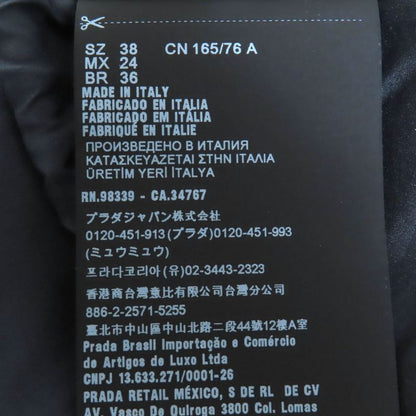 SZ 38 CN 165/76 A
MX 24
BR 36
MADE IN ITALY
FABRICADO EN ITALIA
FABRICADO EM ITÁLIA
FABRIQUÉ EN ITALIE
ПРОИЗВЕДЕНО В ИТАЛИЯ
ΚΑΤΑΣΚΕΥΑΖΕΤΑΙ ΣΤΗΝ ΙΤΑΛΙΑ
ÜRETİM YERİ İTALYA
RN.98339 - CA.34767
プラダジャパン株式会社
0120-451-913(プラダ)0120-451-993
(ミュウミュウ)
프라다코리아(유)02-3443-2323
香港商台灣意比有限公司台灣分公司
886-2-2571-5255
臺北市中山區中山北路二段44號12樓A室
Prada Brasil Importação e Comércio
de Artigos de Luxo Ltda
CNPJ 13.633.271/0001-26
PRADA RETAIL MÉXICO, S DE RL DE CV
AV. Vasco De Quiroga 3800 Col. Lomas